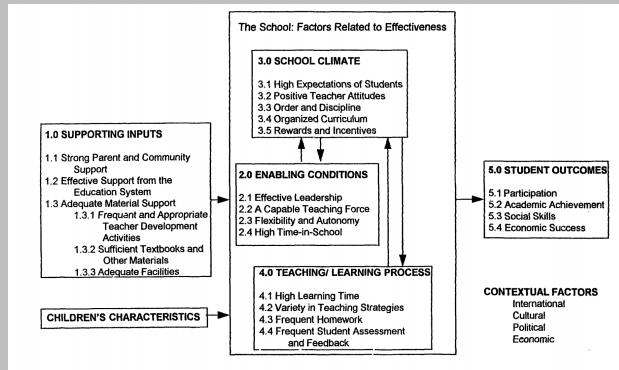 The School: Factors Related to Effectiveness
3.0 SCHOOL CLIMATE
3.1 High Expectations of Students
3.2 Positive Teacher Attitudes
3.3 Order and Discipline
3.4 Organized Curriculum
3.5 Rewards and Incentives
1.0 SUPPORTING INPUTS
1.1 Strong Parent and Community
Support
1.2 Effective Support from the
Education System
1.3 Adequate Material Support
1.3.1 Frequent and Appropriate
Teacher Development
Activities
1.3.2 Sufficient Textbooks and
Other Materials
1.3.3 Adequate Facilities
2.0 ENABLING CONDITIONS
2.1 Effective Leadership
2.2 A Capable Teaching Force
2.3 Flexibility and Autonomy
2.4 High Time-in-School
5.0 STUDENT OUTCOMES
5.1 Participation
5.2 Academic Achievement
5.3 Social Skills
5.4 Economic Success
4.0 TEACHING/ LEARNING PROCESS
4.1 High Learning Time
4.2 Variety in Teaching Strategies
4.3 Frequent Homework
4.4 Frequent Student Assessment
and Feedback
CHILDREN'S CHARACTERISTICS
CONTEXTUAL FACTORS
International
Cultural
Political
Economic